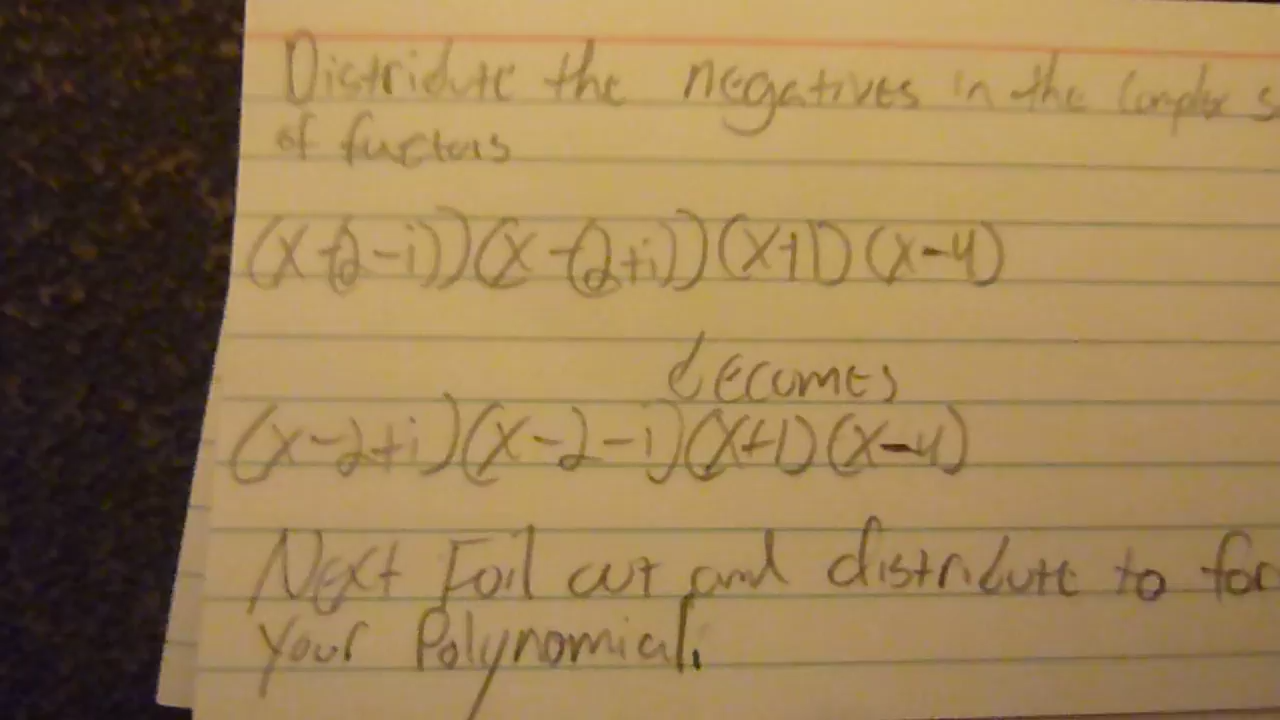 Distribute the negatives in the complex s
of factors
(x-(2-i))(x-(2+i))(x+1)(x-4)
becomes
(x-2+i)(x-2-i)(x+1)(x-4)
Next Foil out and distribute to for
your Polynomial.